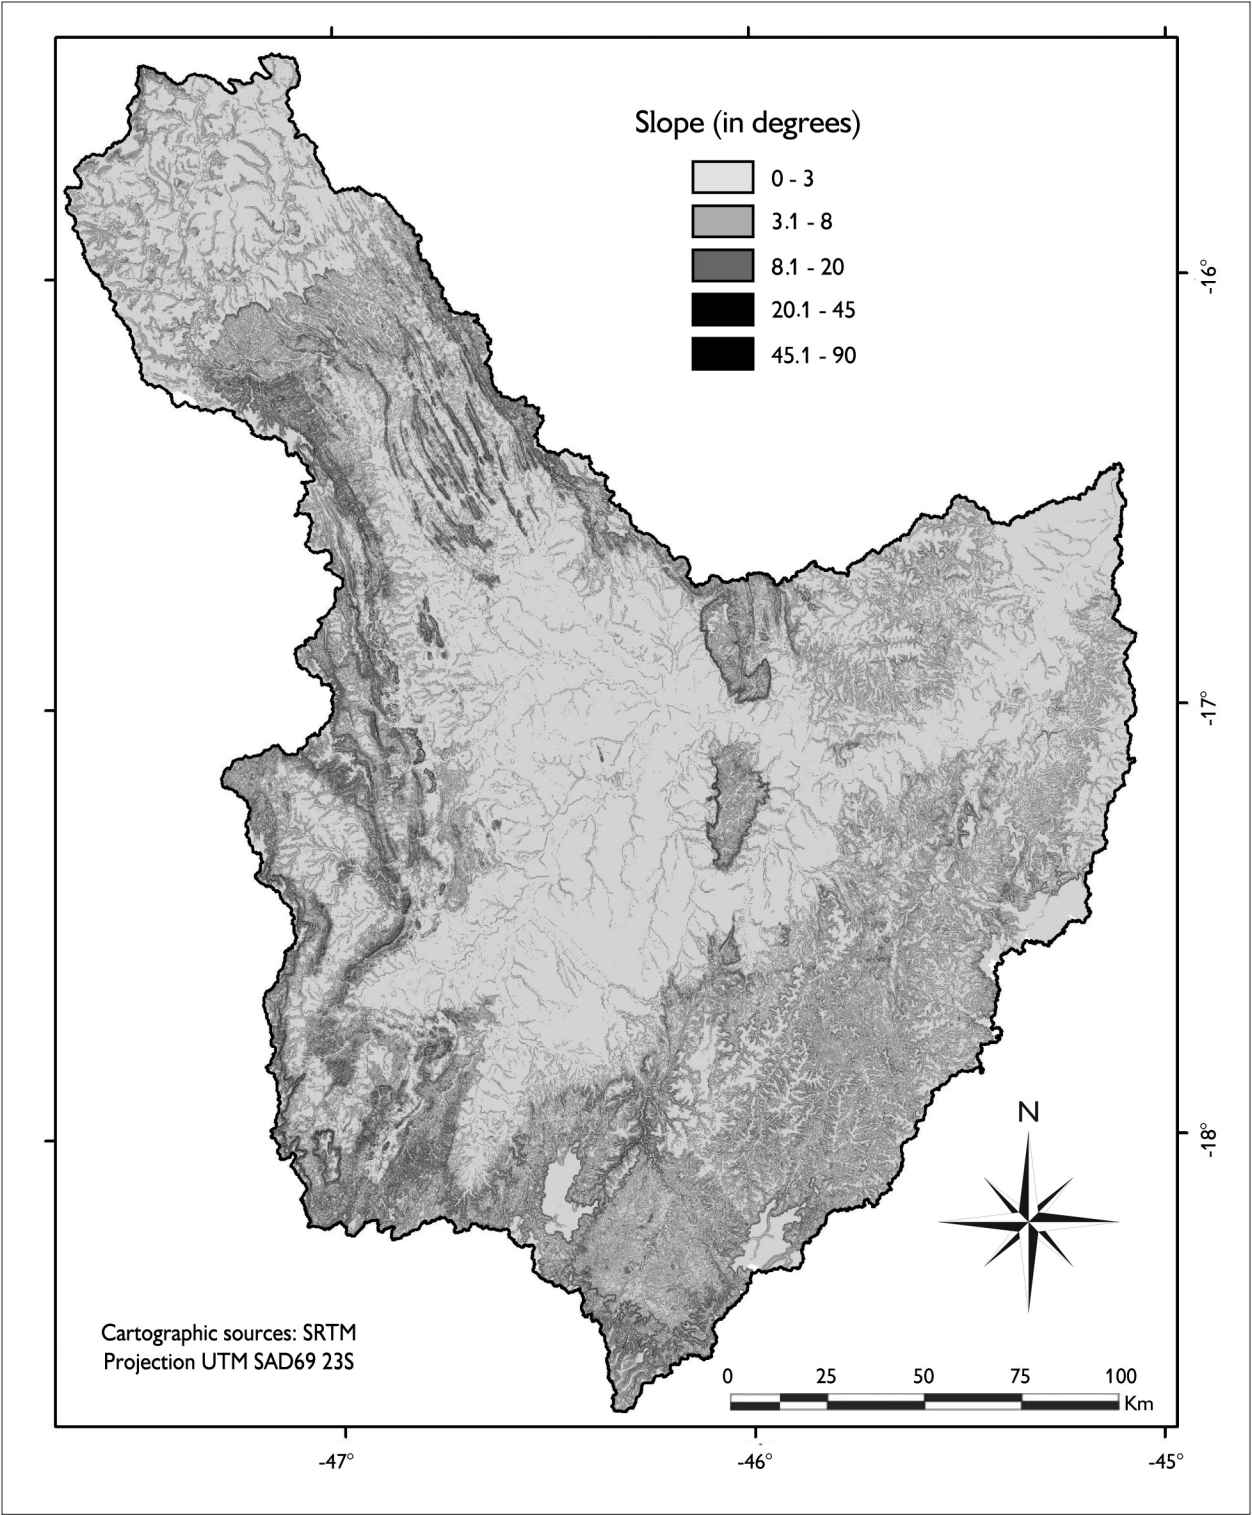 Slope (in degrees)
0 - 3
3.1 - 8
8.1 - 20
20.1 - 45
45.1 - 90
-16°
-17°
-18°
N
Cartographic sources: SRTM
Projection UTM SAD69 23S
0 25 50 75 100
Km
-47° -46° -45°